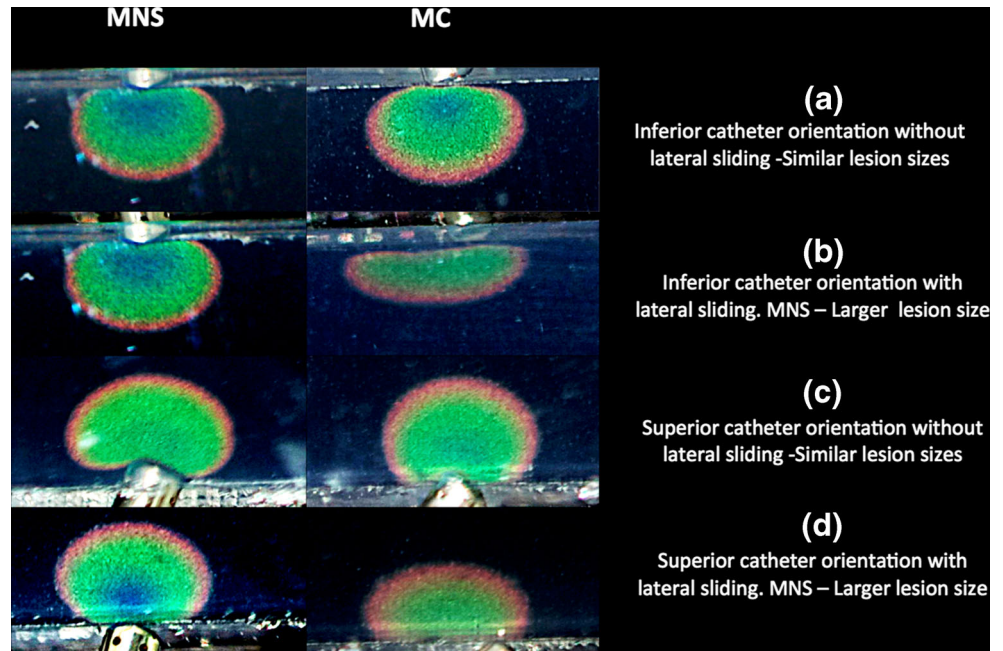 MNS MC
(a)
Inferior catheter orientation without
lateral sliding -Similar lesion sizes
(b)
Inferior catheter orientation with
lateral sliding. MNS – Larger lesion size
(c)
Superior catheter orientation without
lateral sliding -Similar lesion sizes
(d)
Superior catheter orientation with
lateral sliding. MNS – Larger lesion size